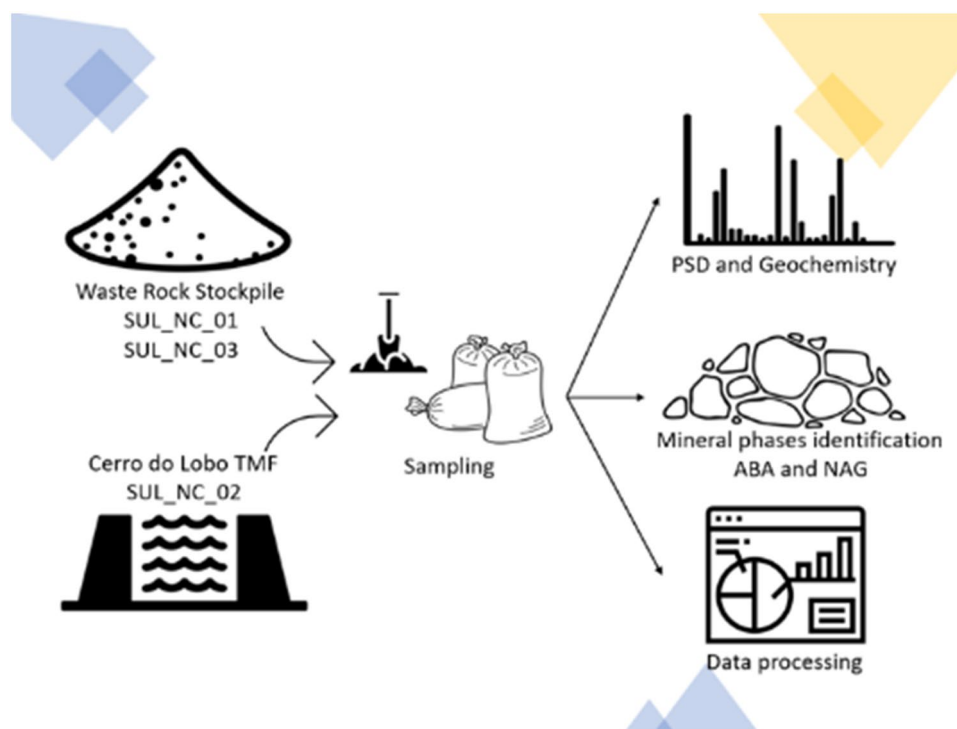 Waste Rock Stockpile
SUL_NC_01
SUL_NC_03
Cerro do Lobo TMF
SUL_NC_02
Sampling
PSD and Geochemistry
Mineral phases identification
ABA and NAG
Data processing